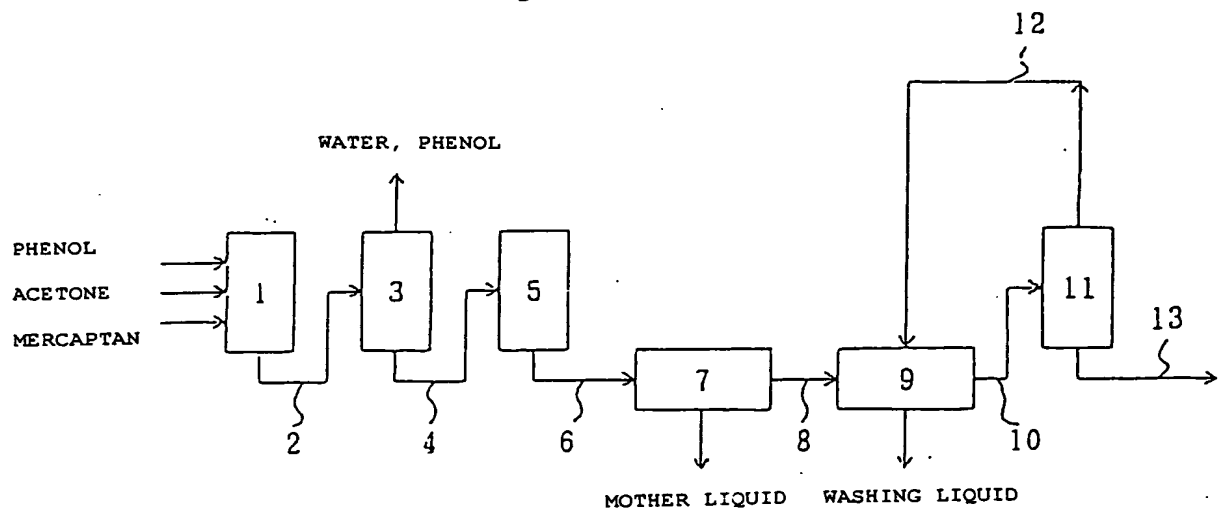 12
WATER, PHENOL
PHENOL
ACETONE
MERCAPTAN
1
3
5
11
13
7
9
2
4
6
8
10
MOTHER LIQUID
WASHING LIQUID